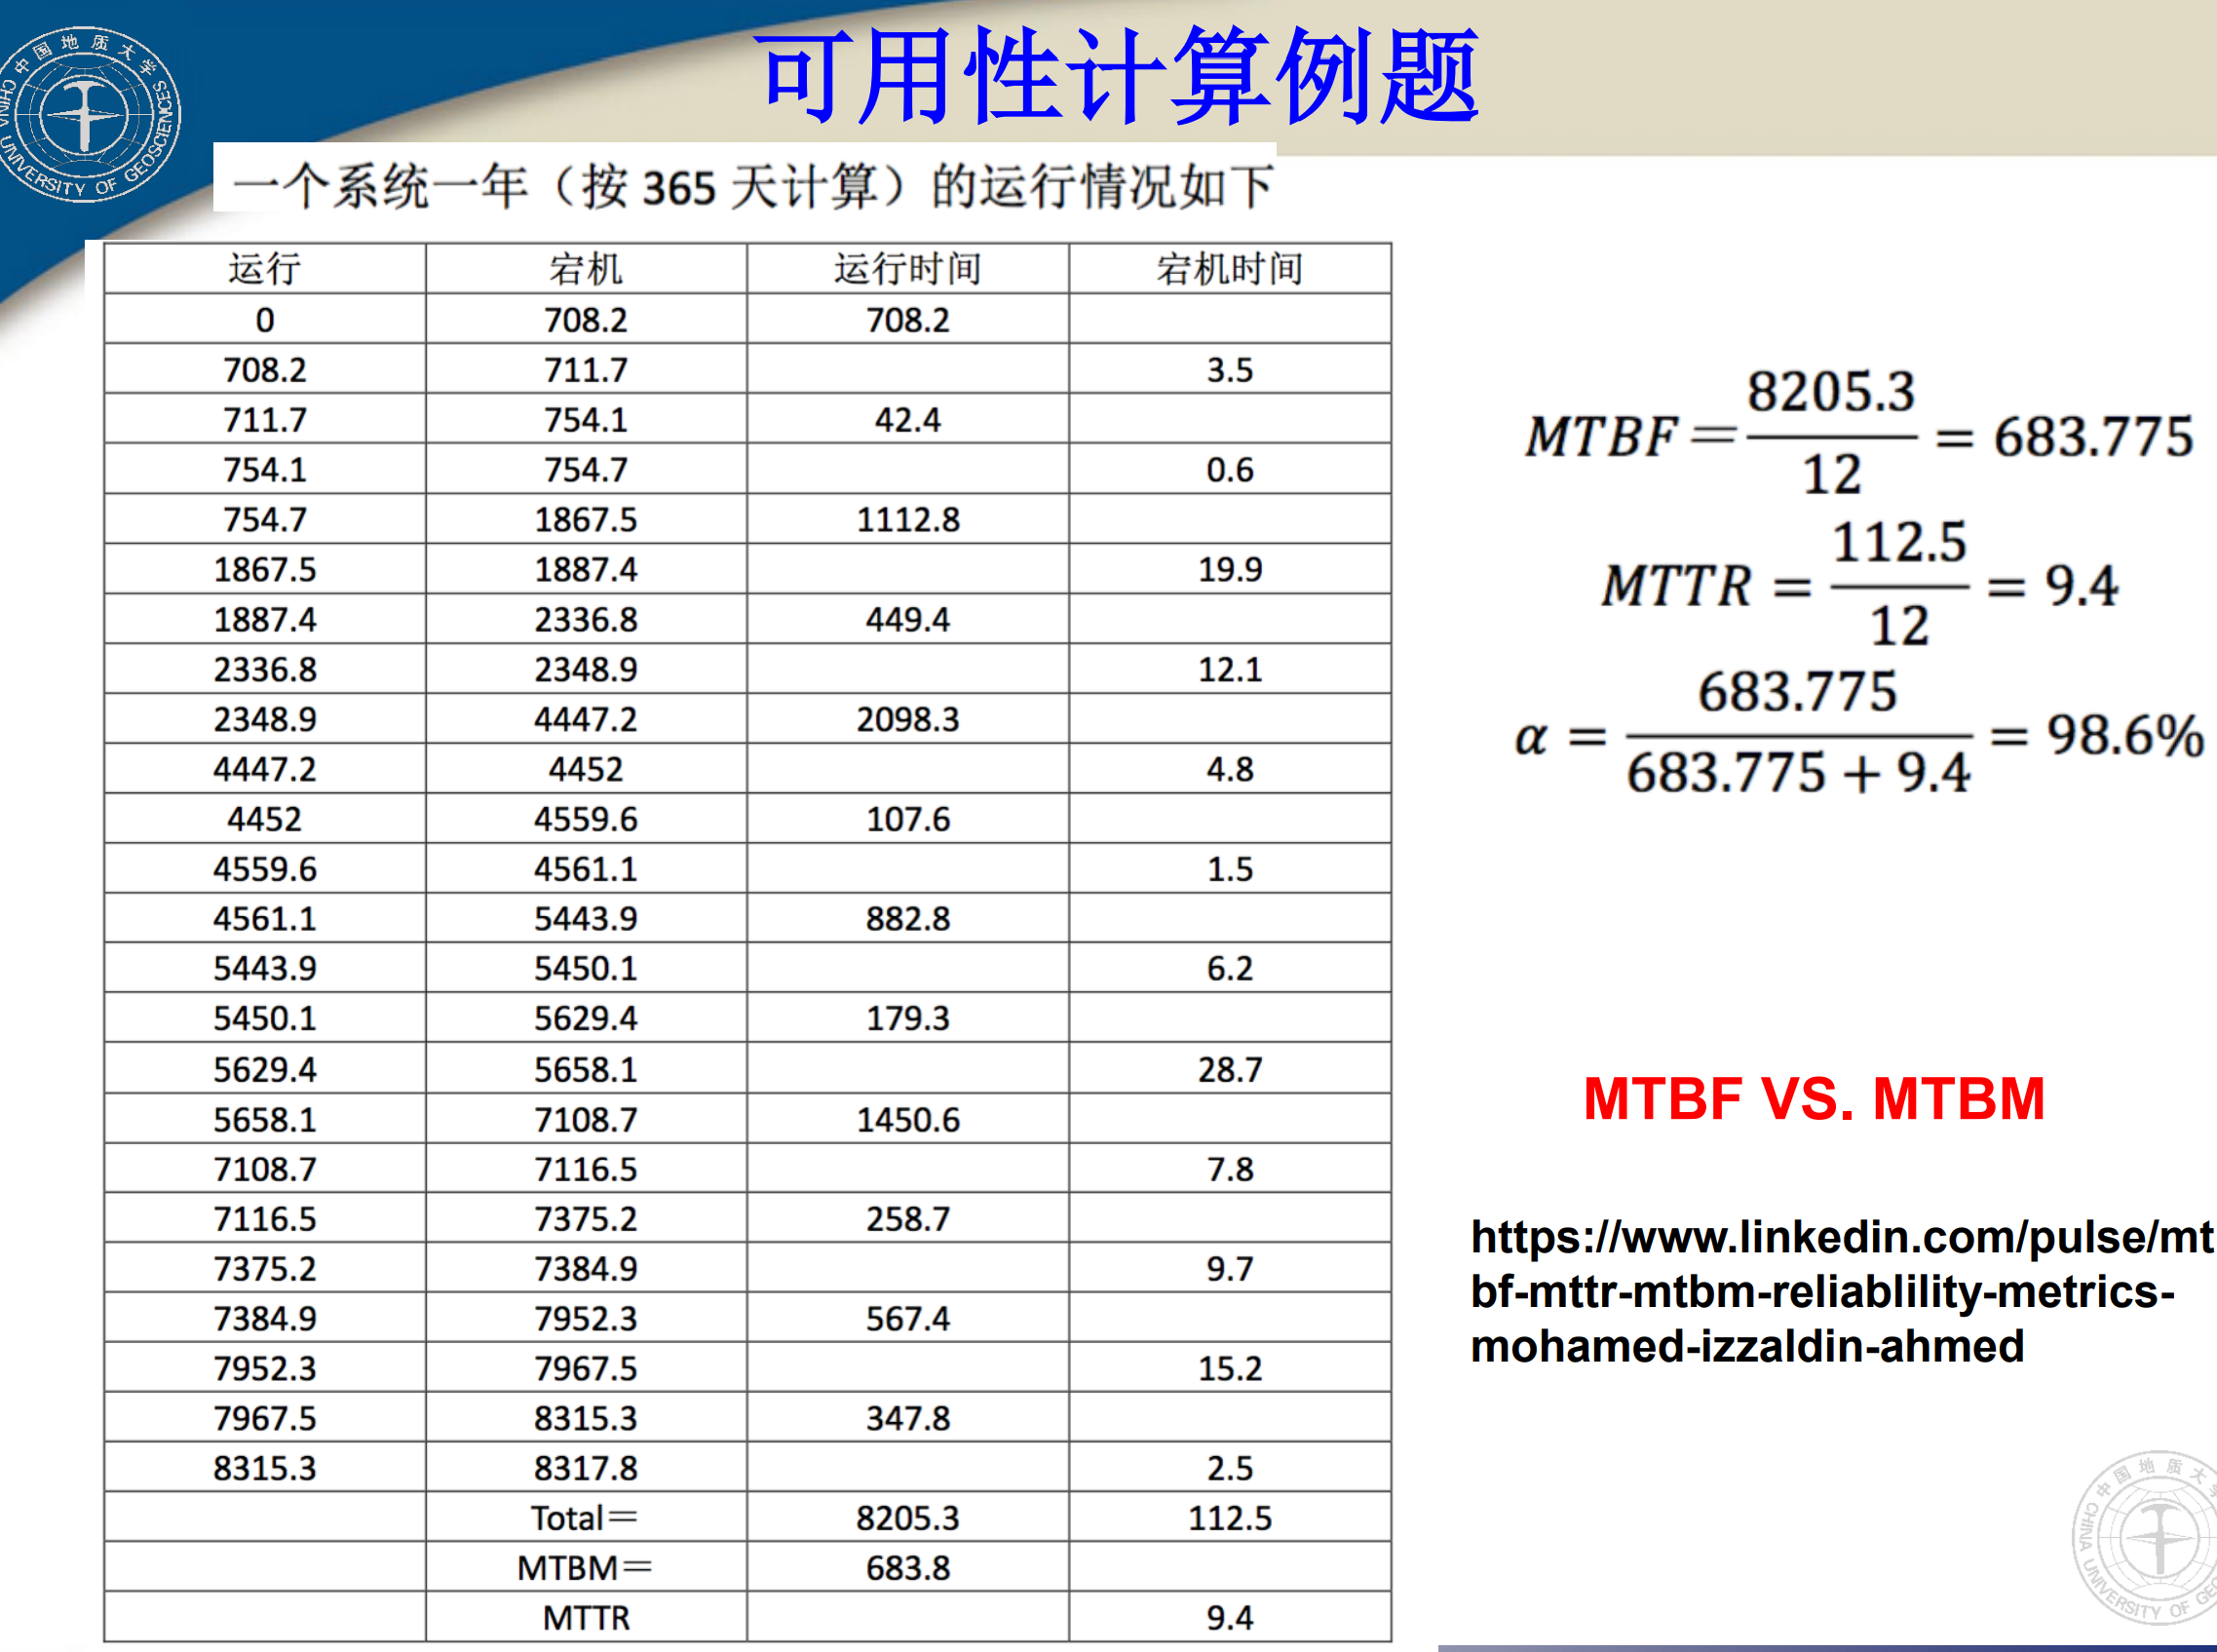 可用性计算例题
中国地质大学
CHINA UNIVERSITY OF GEOSCIENCES
一个系统一年（按 365 天计算）的运行情况如下
运行 宕机 运行时间 宕机时间
0 708.2 708.2
708.2 711.7 3.5
711.7 754.1 42.4
754.1 754.7 0.6
754.7 1867.5 1112.8
1867.5 1887.4 19.9
1887.4 2336.8 449.4
2336.8 2348.9 12.1
2348.9 4447.2 2098.3
4447.2 4452 4.8
4452 4559.6 107.6
4559.6 4561.1 1.5
4561.1 5443.9 882.8
5443.9 5450.1 6.2
5450.1 5629.4 179.3
5629.4 5658.1 28.7
5658.1 7108.7 1450.6
7108.7 7116.5 7.8
7116.5 7375.2 258.7
7375.2 7384.9 9.7
7384.9 7952.3 567.4
7952.3 7967.5 15.2
7967.5 8315.3 347.8
8315.3 8317.8 2.5
Total＝ 8205.3 112.5
MTBM＝ 683.8
MTTR 9.4
MTBF＝8205.3/12 = 683.775
MTTR = 112.5/12 = 9.4
α = 683.775/(683.775 + 9.4) = 98.6%
MTBF VS. MTBM
https://www.linkedin.com/pulse/mt
bf-mttr-mtbm-reliablility-metrics-
mohamed-izzaldin-ahmed
中国地质大
CHINA UNIVERSITY OF GEO